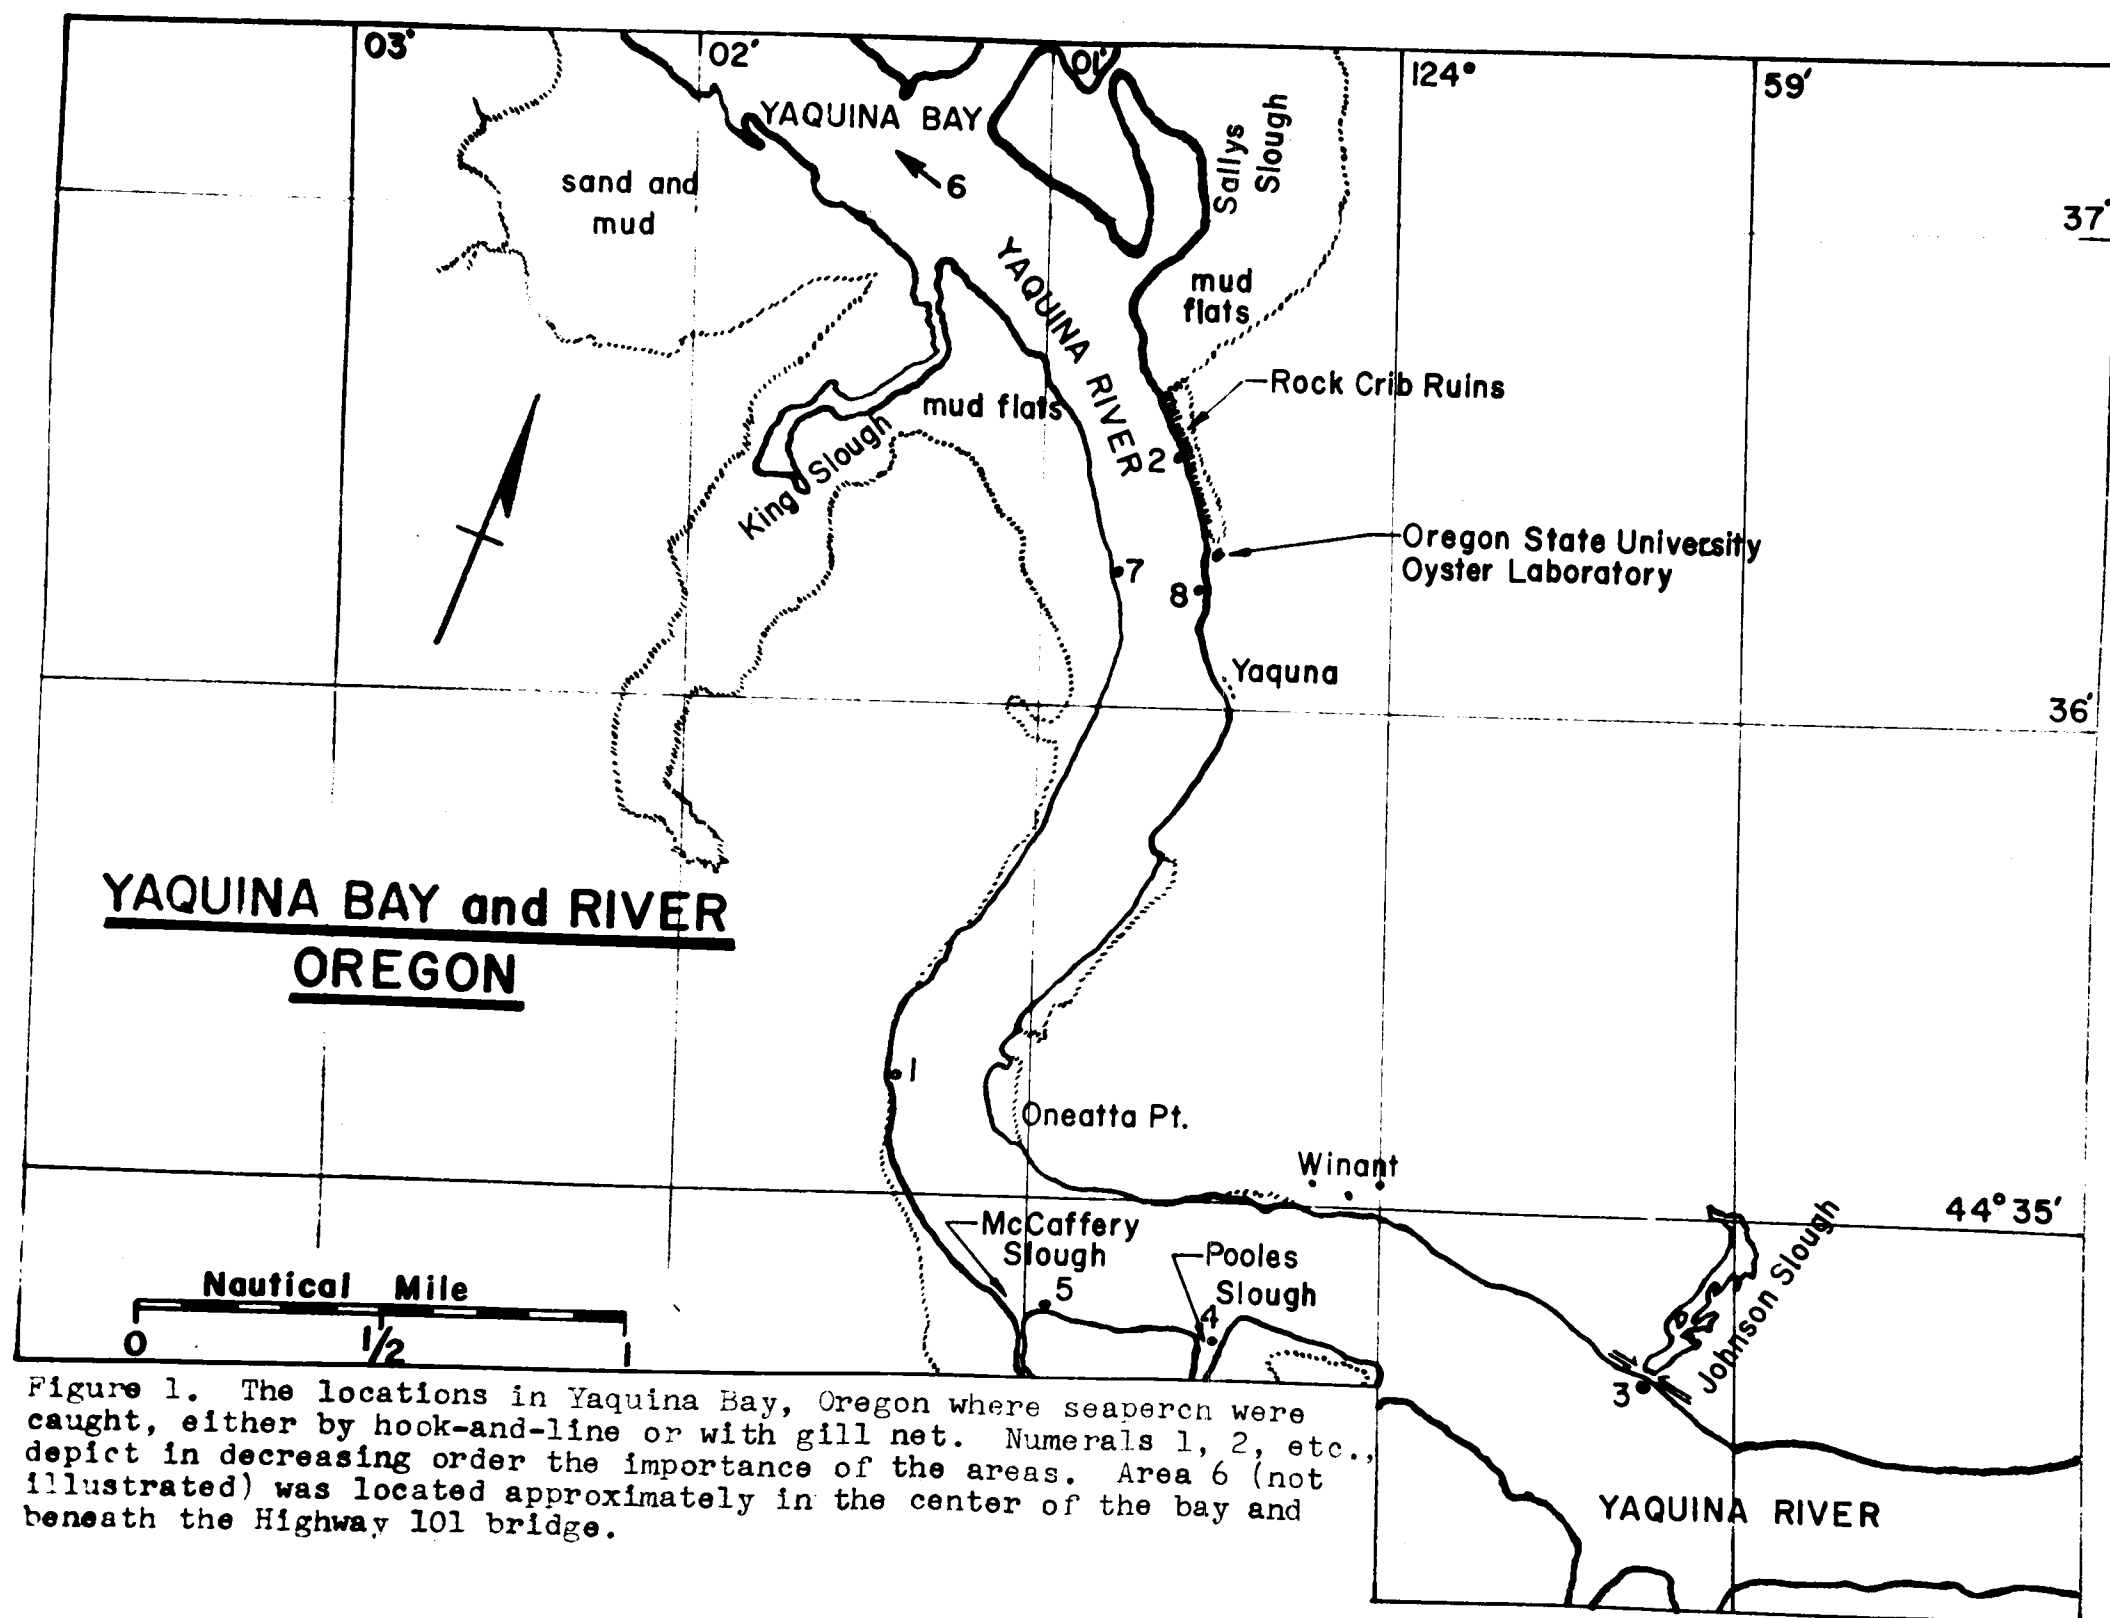 03'
02'
01'
124°
59'
YAQUINA BAY
6
Sallys
Slough
sand and
mud
37'
YAQUINA RIVER
mud
flats
Rock Crib Ruins
mud flats
2
King Slough
Oregon State University
Oyster Laboratory
7
8
Yaquna
36'
YAQUINA BAY and RIVER
OREGON
1
Oneatta Pt.
Winant
44° 35'
McCaffery
Slough
5
Pooles
Slough
4
Johnson Slough
3
Nautical Mile
0 1/2 1
YAQUINA RIVER
Figure 1. The locations in Yaquina Bay, Oregon where seaperch were
caught, either by hook-and-line or with gill net. Numerals 1, 2, etc.,
depict in decreasing order the importance of the areas. Area 6 (not
illustrated) was located approximately in the center of the bay and
beneath the Highway 101 bridge.